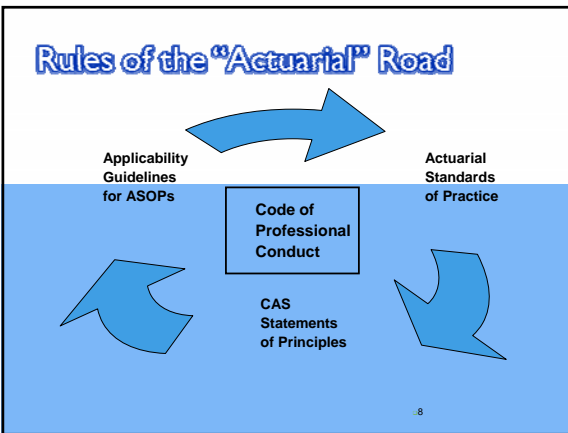 Rules of the "Actuarial" Road
Applicability
Guidelines
for ASOPs
Actuarial
Standards
of Practice
Code of
Professional
Conduct
CAS
Statements
of Principles
8